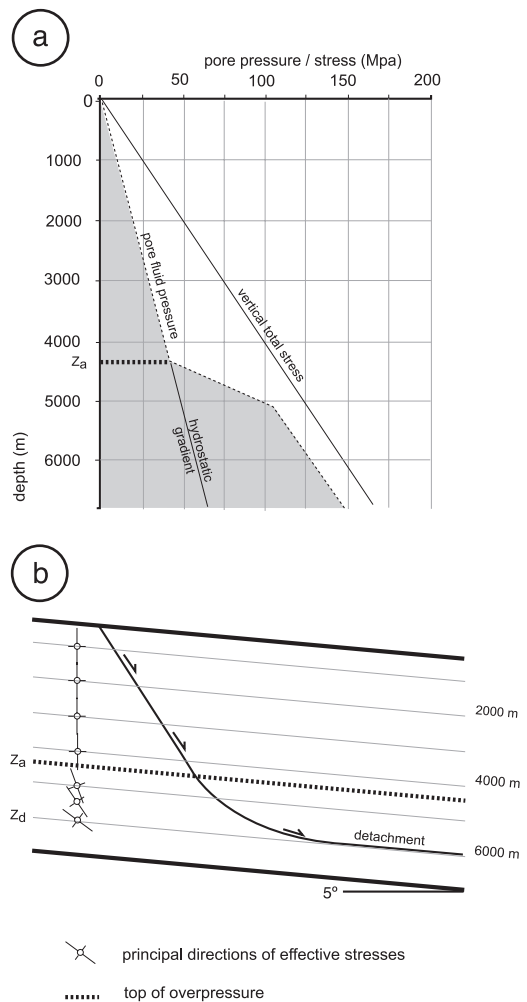 a
pore pressure / stress (Mpa)
0 50 100 150 200
0
1000
2000
3000
4000
Za
5000
6000
depth (m)
pore fluid pressure
vertical total stress
hydrostatic
gradient
b
2000 m
Za
4000 m
Zd
detachment
6000 m
5°
principal directions of effective stresses
top of overpressure